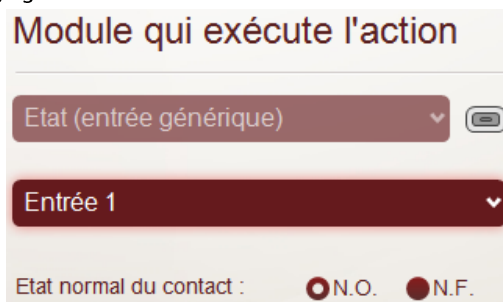 Module qui exécute l'action
Etat (entrée générique)
Entrée 1
Etat normal du contact : N.O. N.F.